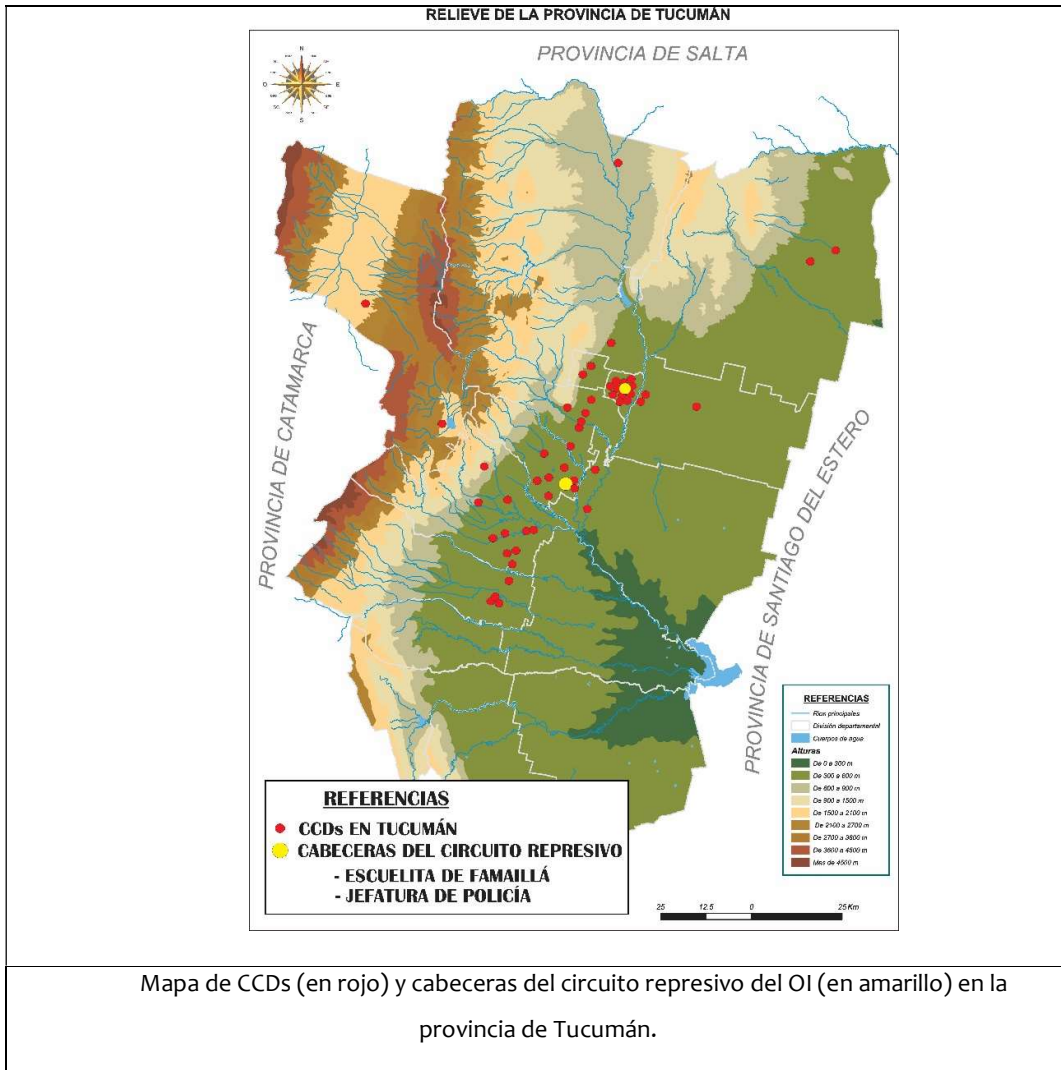 RELIEVE DE LA PROVINCIA DE TUCUMÁN
PROVINCIA DE SALTA
N
O
E
S
PROVINCIA DE CATAMARCA
PROVINCIA DE SANTIAGO DEL ESTERO
REFERENCIAS
CCDs EN TUCUMÁN
CABECERAS DEL CIRCUITO REPRESIVO
- ESCUELITA DE FAMAILLÁ
- JEFATURA DE POLICÍA
REFERENCIAS
Rios principales
División departamental
Cuerpos de agua
Alturas
De 0 a 300 m
De 300 a 600 m
De 600 a 900 m
De 900 a 1500 m
De 1500 a 2100 m
De 2100 a 2700 m
De 2700 a 3600 m
De 3600 a 4500 m
Mas de 4500 m
25 12.5 0 25 Km
Mapa de CCDs (en rojo) y cabeceras del circuito represivo del OI (en amarillo) en la
provincia de Tucumán.